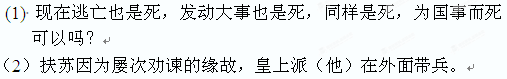 (1) 现在逃亡也是死，发动大事也是死，同样是死，为国事而死
可以吗？
（2）扶苏因为屡次劝谏的缘故，皇上派（他）在外面带兵。